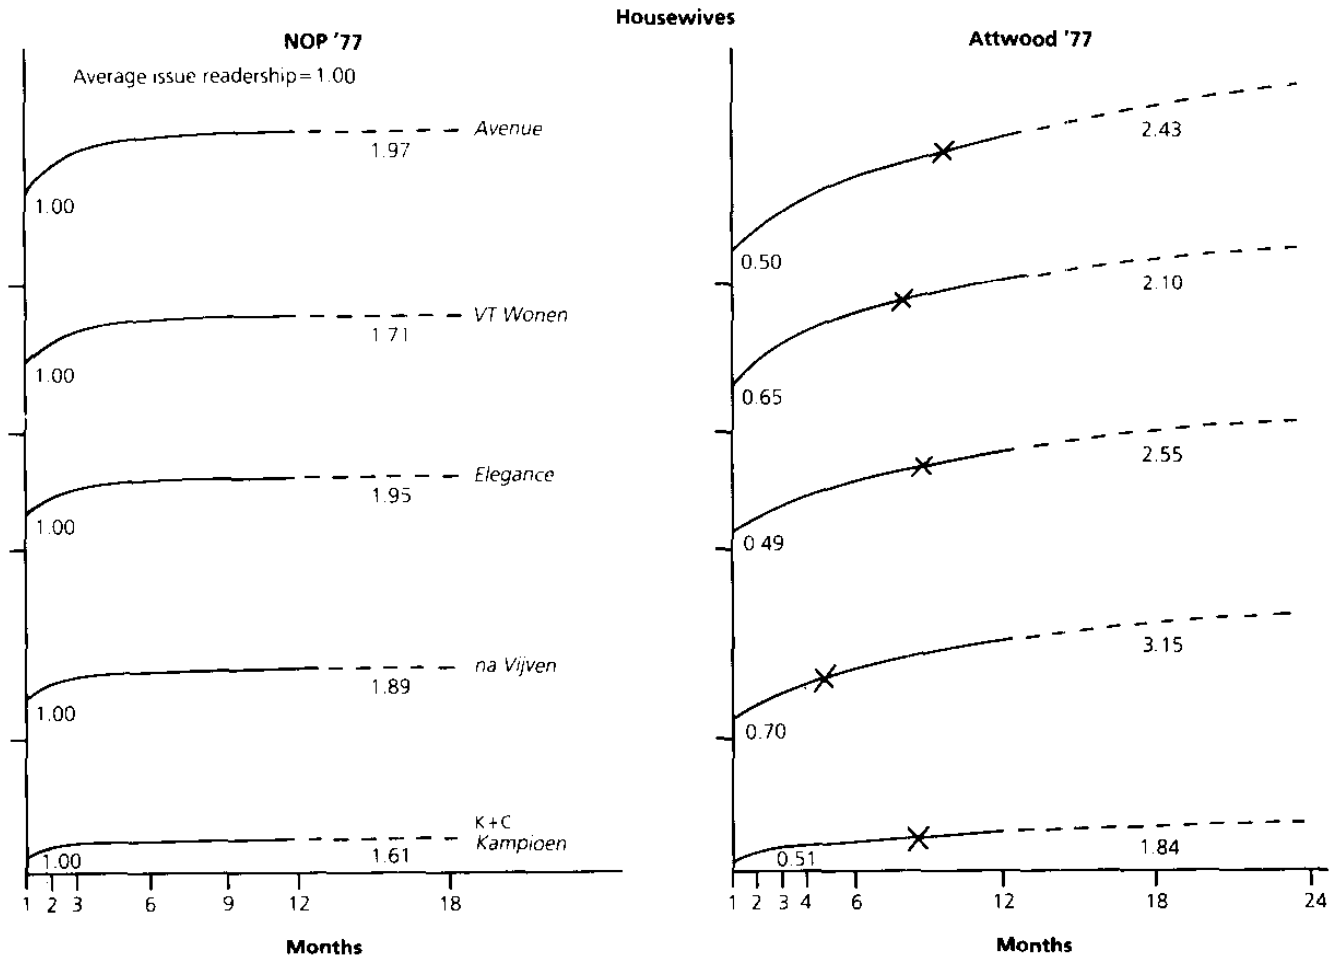 Housewives
NOP '77
Average issue readership = 1.00
Avenue
1.97
1.00
VT Wonen
1 71
1.00
Elegance
1.95
1.00
na Vijven
1.89
1.00
K+C
Kampioen
1.00
1.61
1 2 3 6 9 12 18
Months
Attwood '77
2.43
0.50
2.10
0.65
2.55
0 49
3.15
0.70
0.51
1.84
1 2 3 4 6 12 18 24
Months